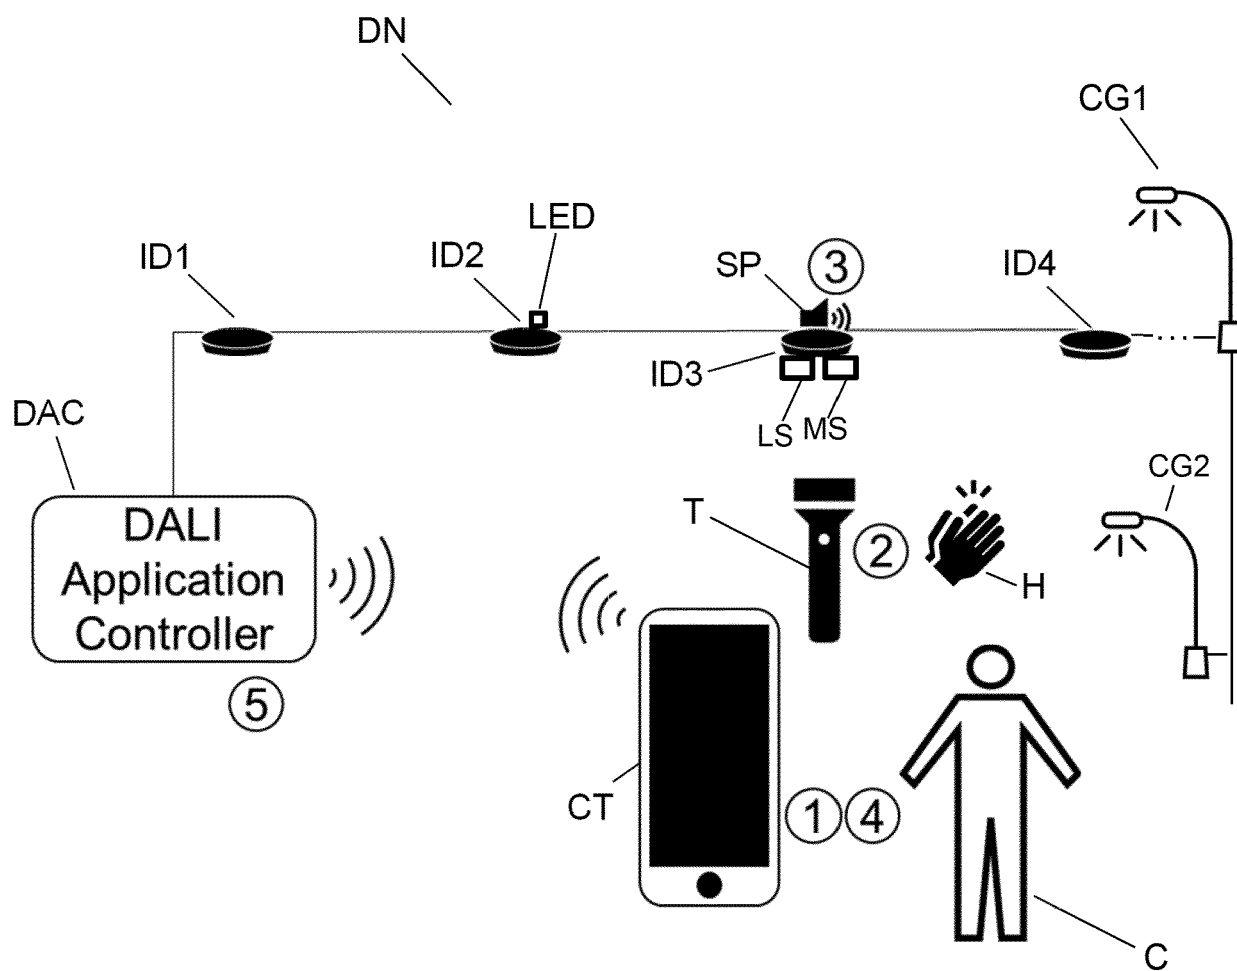 DN
CG1
LED
ID1
ID2
SP
3
ID4
ID3
DAC
LS
MS
CG2
T
2
H
DALI
Application
Controller
5
CT
1
4
C